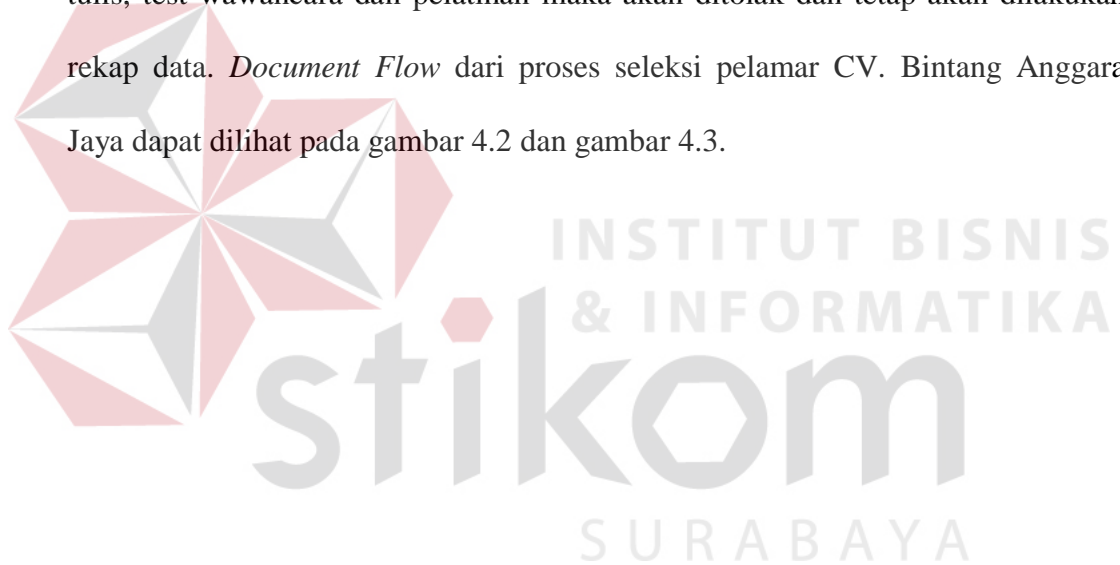 tulis, test wawancara dan pelatihan maka akan ditolak dan tetap akan dilakukan
rekap data. Document Flow dari proses seleksi pelamar CV. Bintang Anggara
Jaya dapat dilihat pada gambar 4.2 dan gambar 4.3.
INSTITUT BISNIS
& INFORMATIKA
stikom
SURABAYA